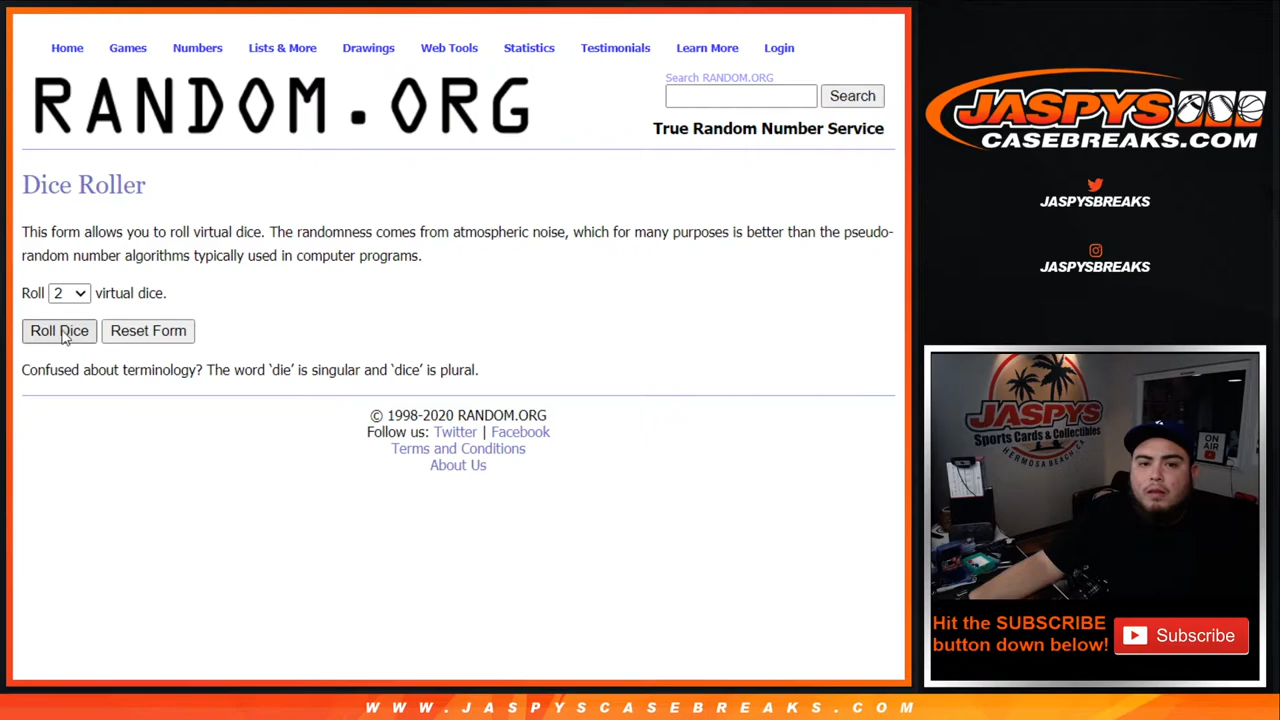 Home Games Numbers Lists & More Drawings Web Tools Statistics Testimonials Learn More Login
RANDOM.ORG
Search RANDOM.ORG
Search
True Random Number Service
Dice Roller
This form allows you to roll virtual dice. The randomness comes from atmospheric noise, which for many purposes is better than the pseudo-
random number algorithms typically used in computer programs.
Roll 2 virtual dice.
Roll Dice Reset Form
Confused about terminology? The word ‘die’ is singular and ‘dice’ is plural.
© 1998-2020 RANDOM.ORG
Follow us: Twitter | Facebook
Terms and Conditions
About Us
JASPYS
CASEBREAKS.COM
JASPYSBREAKS
JASPYSBREAKS
JASPYS
Sports Cards & Collectibles
HERMOSA BEACH, CA
ON
AIR
Hit the SUBSCRIBE
button down below!
Subscribe
WWW.JASPYSCASEBREAKS.COM